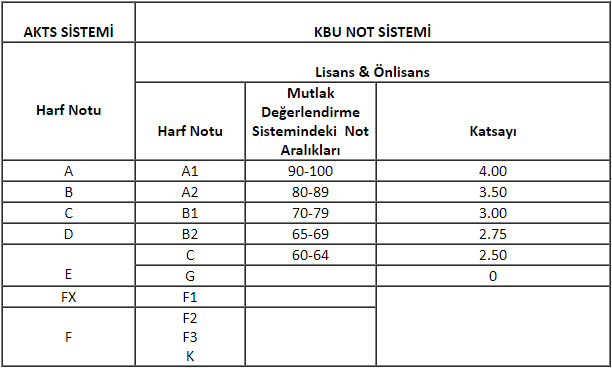 AKTS SİSTEMİ KBU NOT SİSTEMİ
Harf Notu
Lisans & Önlisans
Harf Notu
Mutlak
Değerlendirme
Sistemindeki Not
Aralıkları
Katsayı
A A1 90-100 4.00
B A2 80-89 3.50
C B1 70-79 3.00
D B2 65-69 2.75
E
C 60-64 2.50
G 0
FX F1
F
F2
F3
K